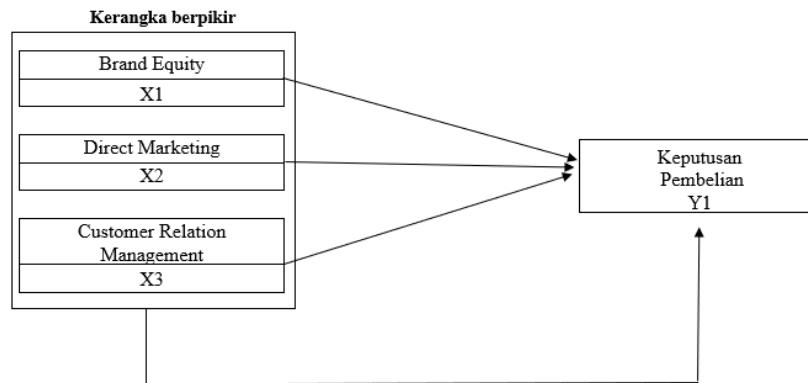 Kerangka berpikir
Brand Equity
X1
Direct Marketing
X2
Customer Relation
Management
X3
Keputusan
Pembelian
Y1